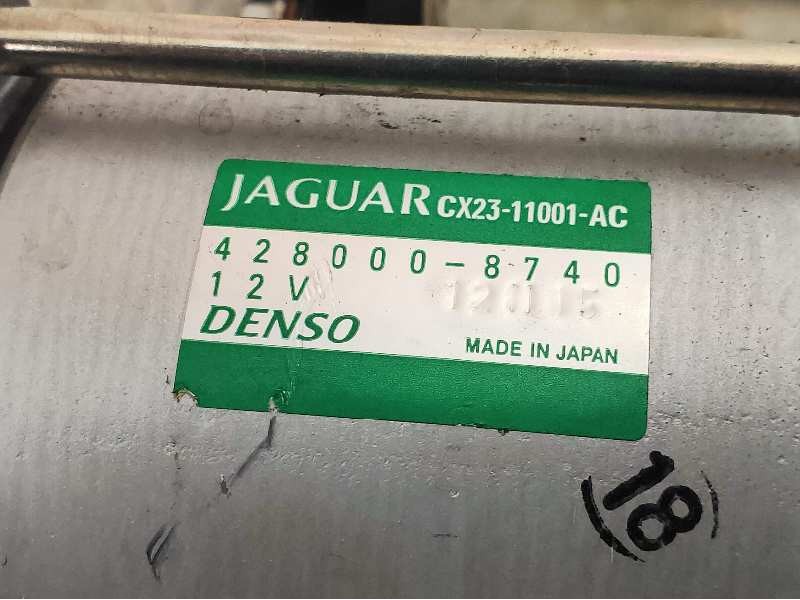 JAGUAR CX23-11001-AC
428000-8740
12V
DENSO
MADE IN JAPAN
(18)